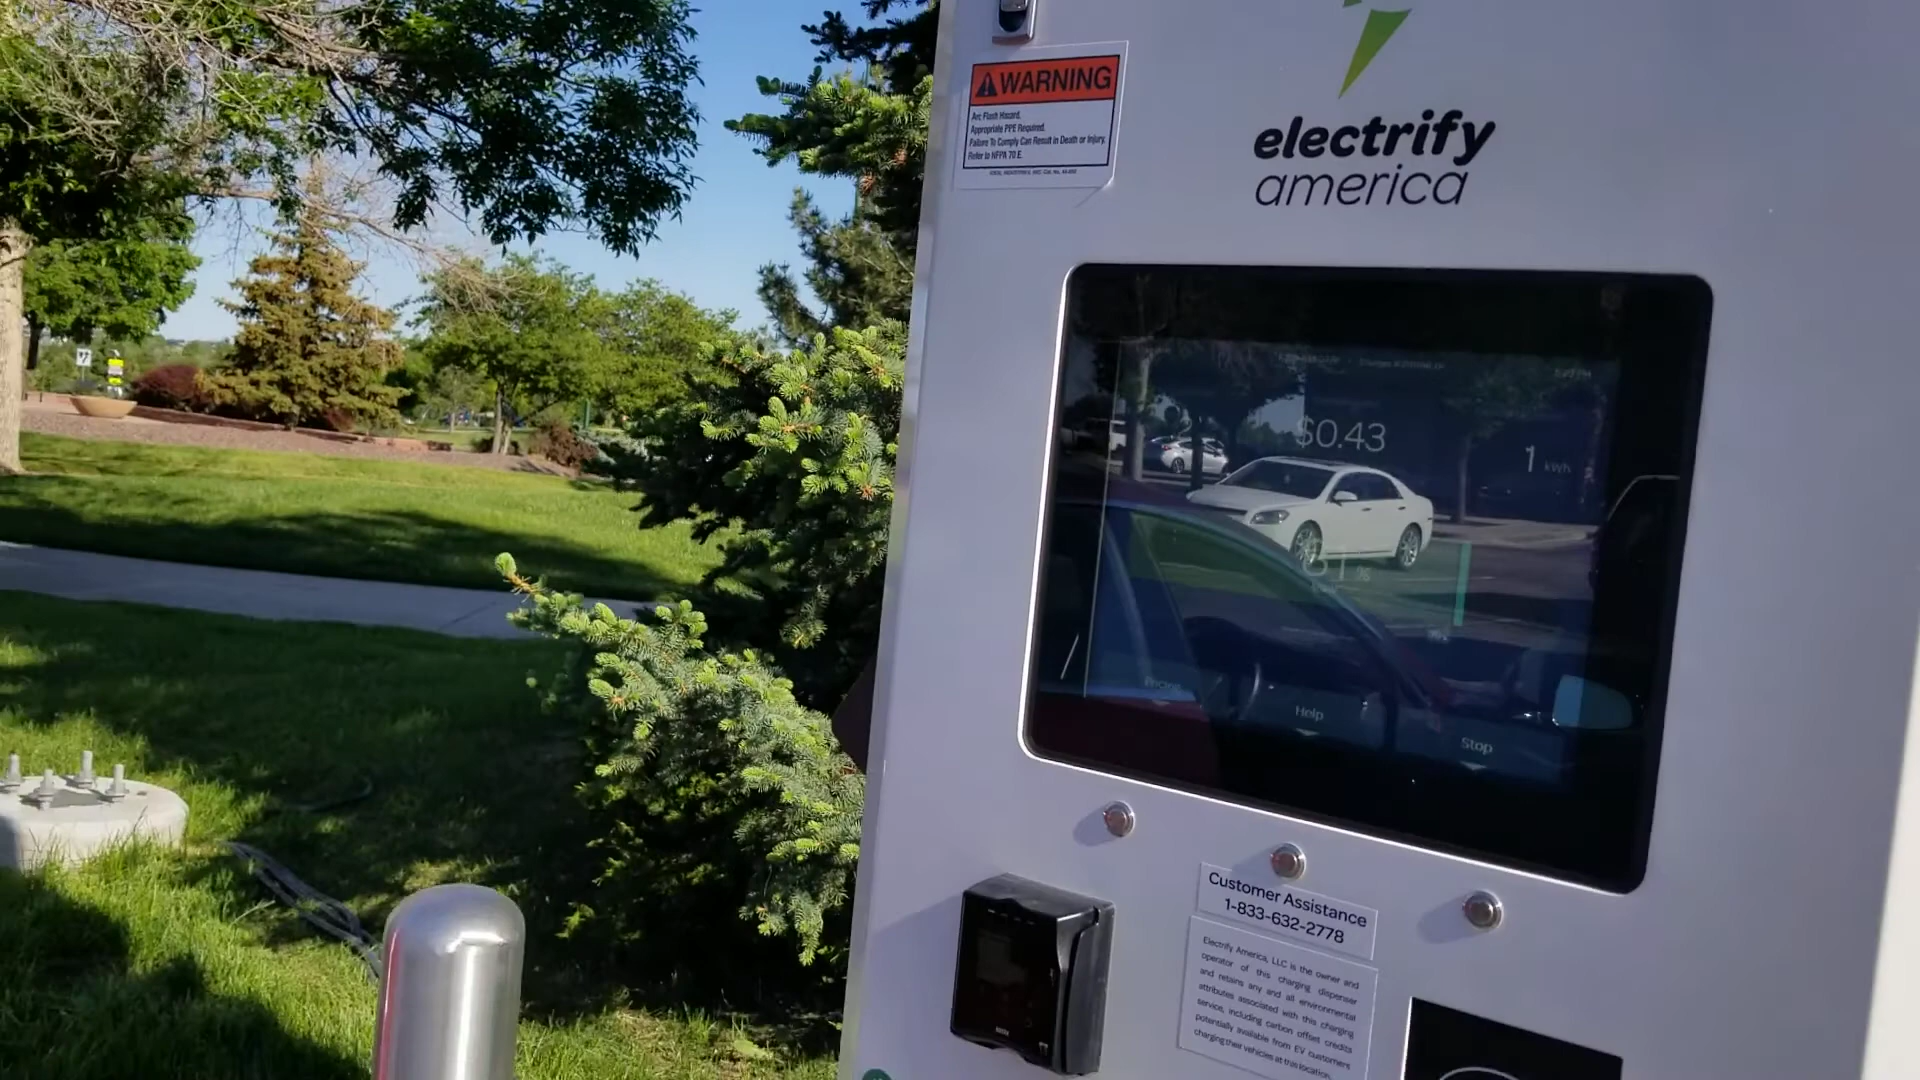 WARNING
Arc Flash Hazard.
Appropriate PPE Required.
Failure To Comply Can Result in Death or Injury.
Refer to NFPA 70 E.
electrify
america
$0.43
1 kWh
61 %
Pricing
Help
Stop
Customer Assistance
1-833-632-2778
Electrify America, LLC is the owner and
operator of this charging dispenser
and retains any and all environmental
attributes associated with this charging
service, including carbon offset credits
potentially available from EV customers
charging their vehicles at this location.